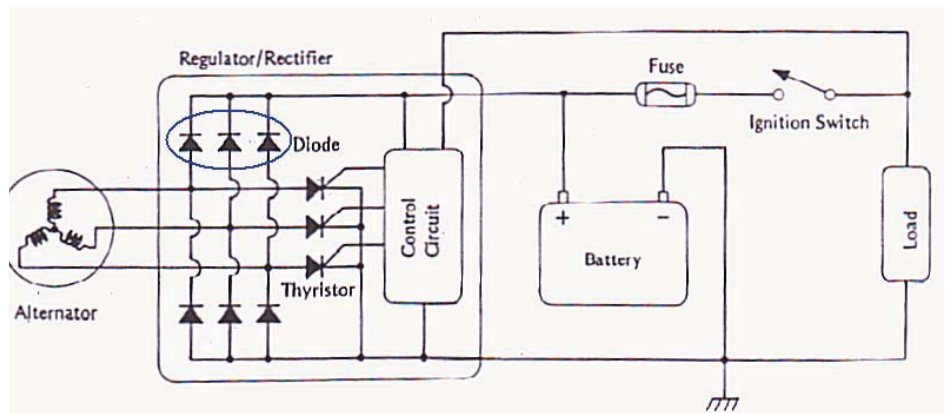 Regulator/Rectifier
Fuse
Ignition Switch
Diode
Control
Circuit
+
−
Battery
Load
Thyristor
Alternator